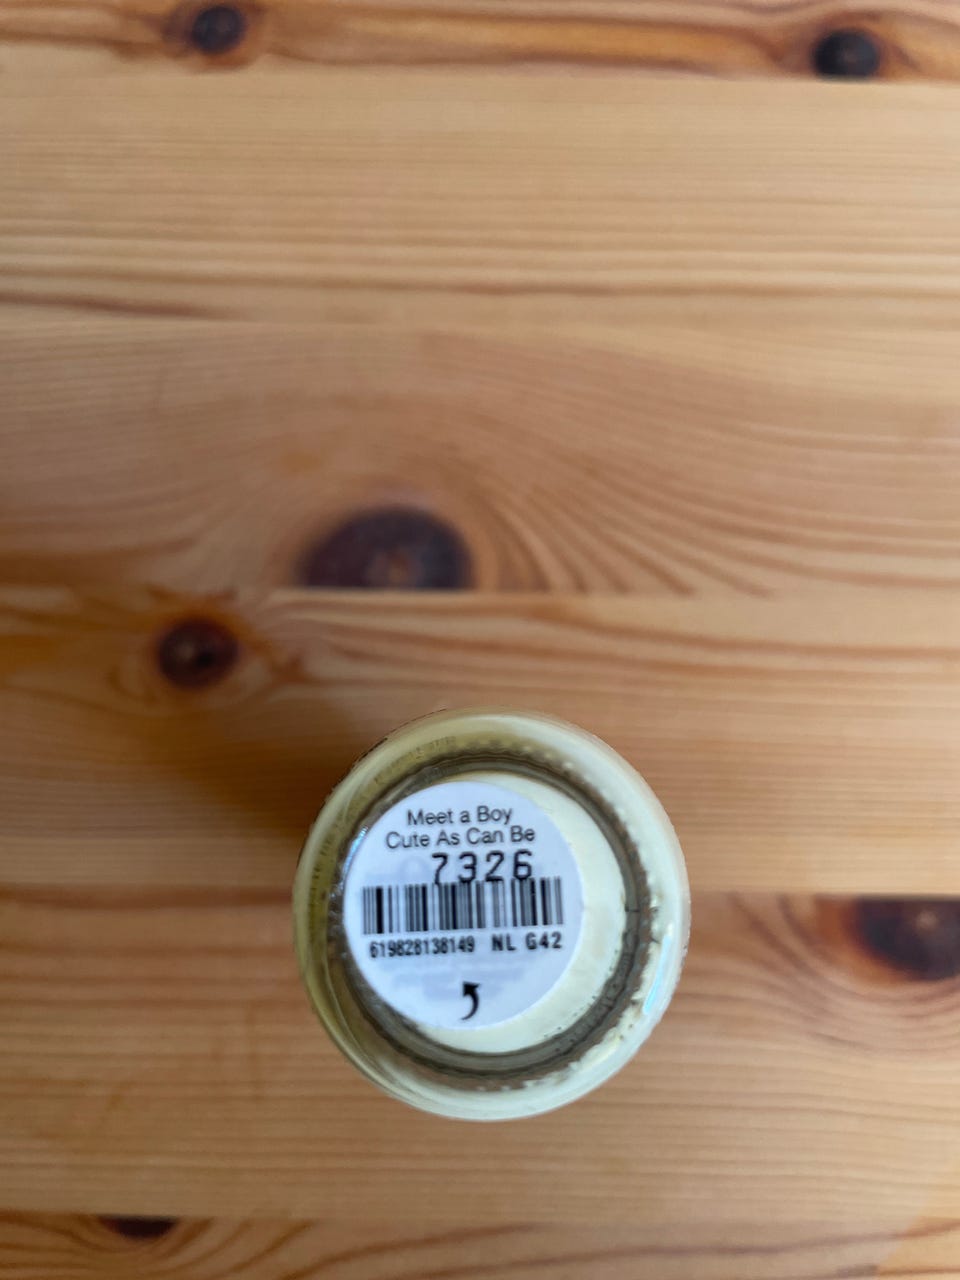 Meet a Boy
Cute As Can Be
7326
619828138149 NL G42